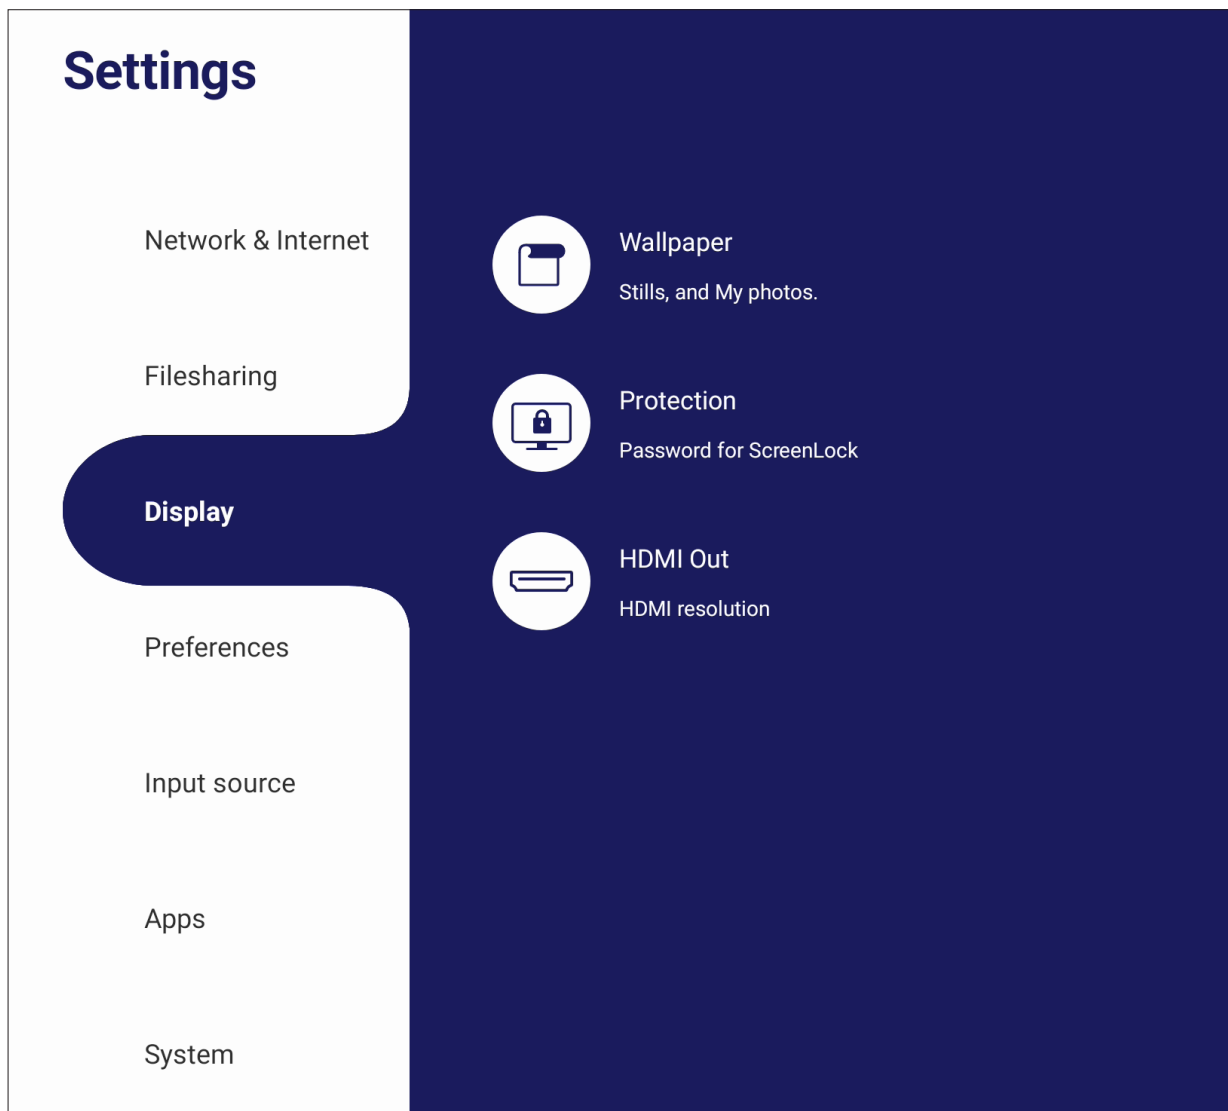 Settings
Network & Internet
Filesharing
Display
Preferences
Input source
Apps
System
Wallpaper
Stills, and My photos.
Protection
Password for ScreenLock
HDMI Out
HDMI resolution